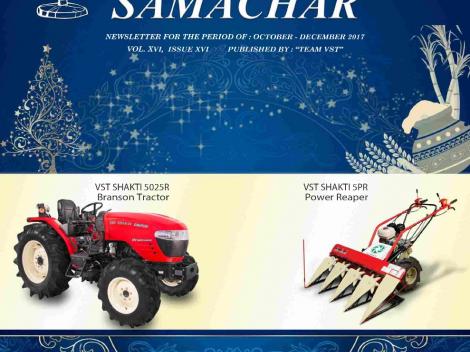 SAMACHAR
NEWSLETTER FOR THE PERIOD OF : OCTOBER - DECEMBER 2017
VOL. XVI, ISSUE XVI PUBLISHED BY : "TEAM VST"
VST SHAKTI 5025R
Branson Tractor
VST SHAKTI 5PR
Power Reaper